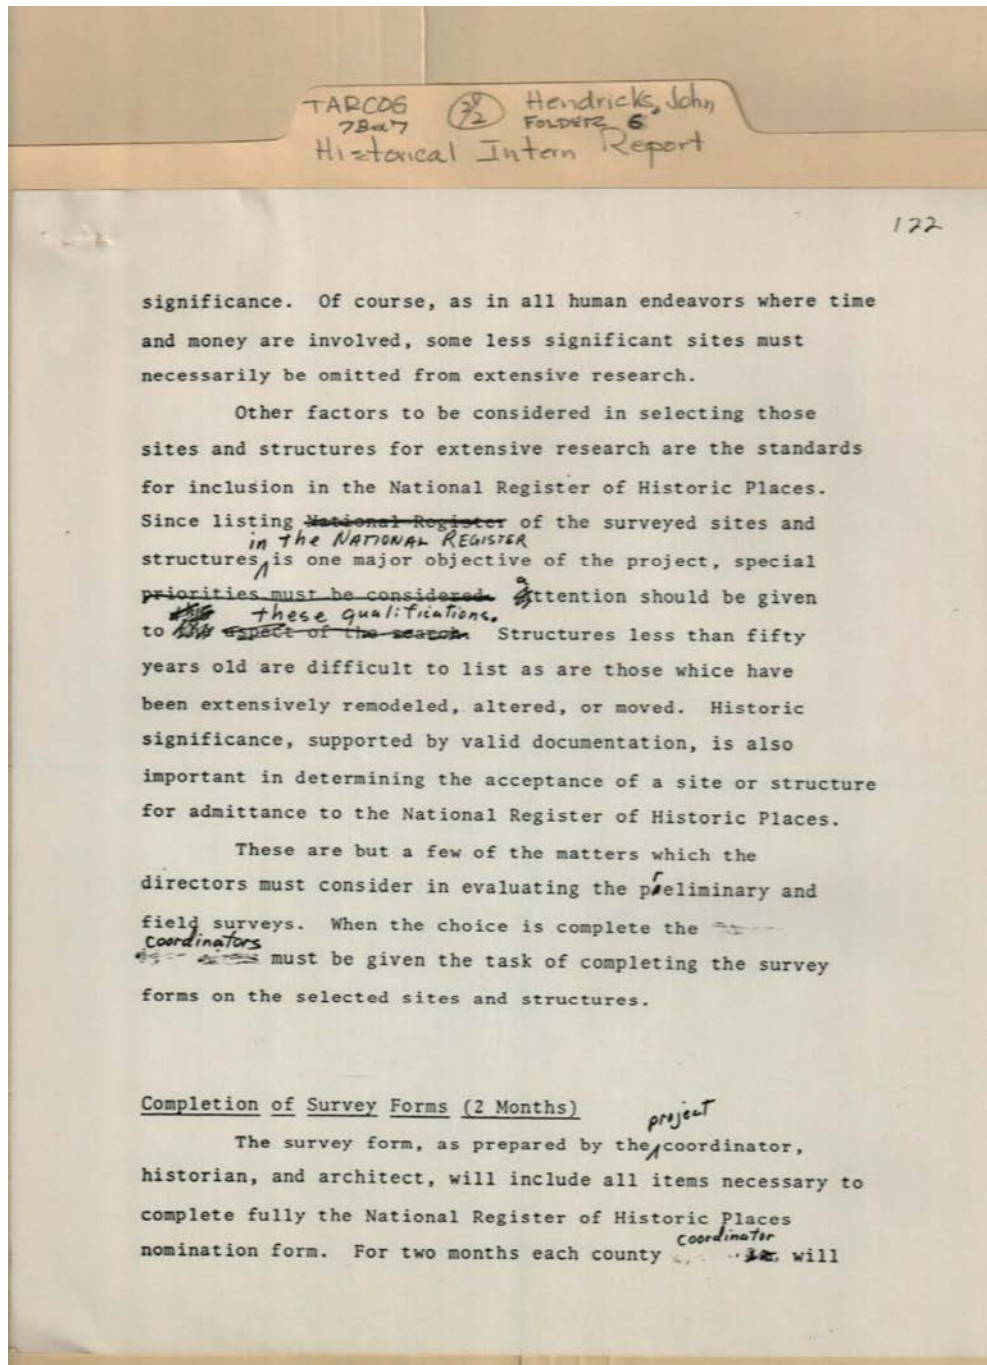 TARCOG Hendricks, John
FOLDER 6
Historical Intern Report
122
significance. Of course, as in all human endeavors where time
and money are involved, some less significant sites must
necessarily be omitted from extensive research.
Other factors to be considered in selecting those
sites and structures for extensive research are the standards
for inclusion in the National Register of Historic Places.
Since listing National Register of the surveyed sites and
in the NATIONAL REGISTER
structures is one major objective of the project, special
priorities must be considered. attention should be given
these qualifications.
to aspect of the search. Structures less than fifty
years old are difficult to list as are those whice have
been extensively remodeled, altered, or moved. Historic
significance, supported by valid documentation, is also
important in determining the acceptance of a site or structure
for admittance to the National Register of Historic Places.
These are but a few of the matters which the
directors must consider in evaluating the preliminary and
field surveys. When the choice is complete the
coordinators
must be given the task of completing the survey
forms on the selected sites and structures.
Completion of Survey Forms (2 Months)
project
The survey form, as prepared by the coordinator,
historian, and architect, will include all items necessary to
complete fully the National Register of Historic Places
coordinator
nomination form. For two months each county will